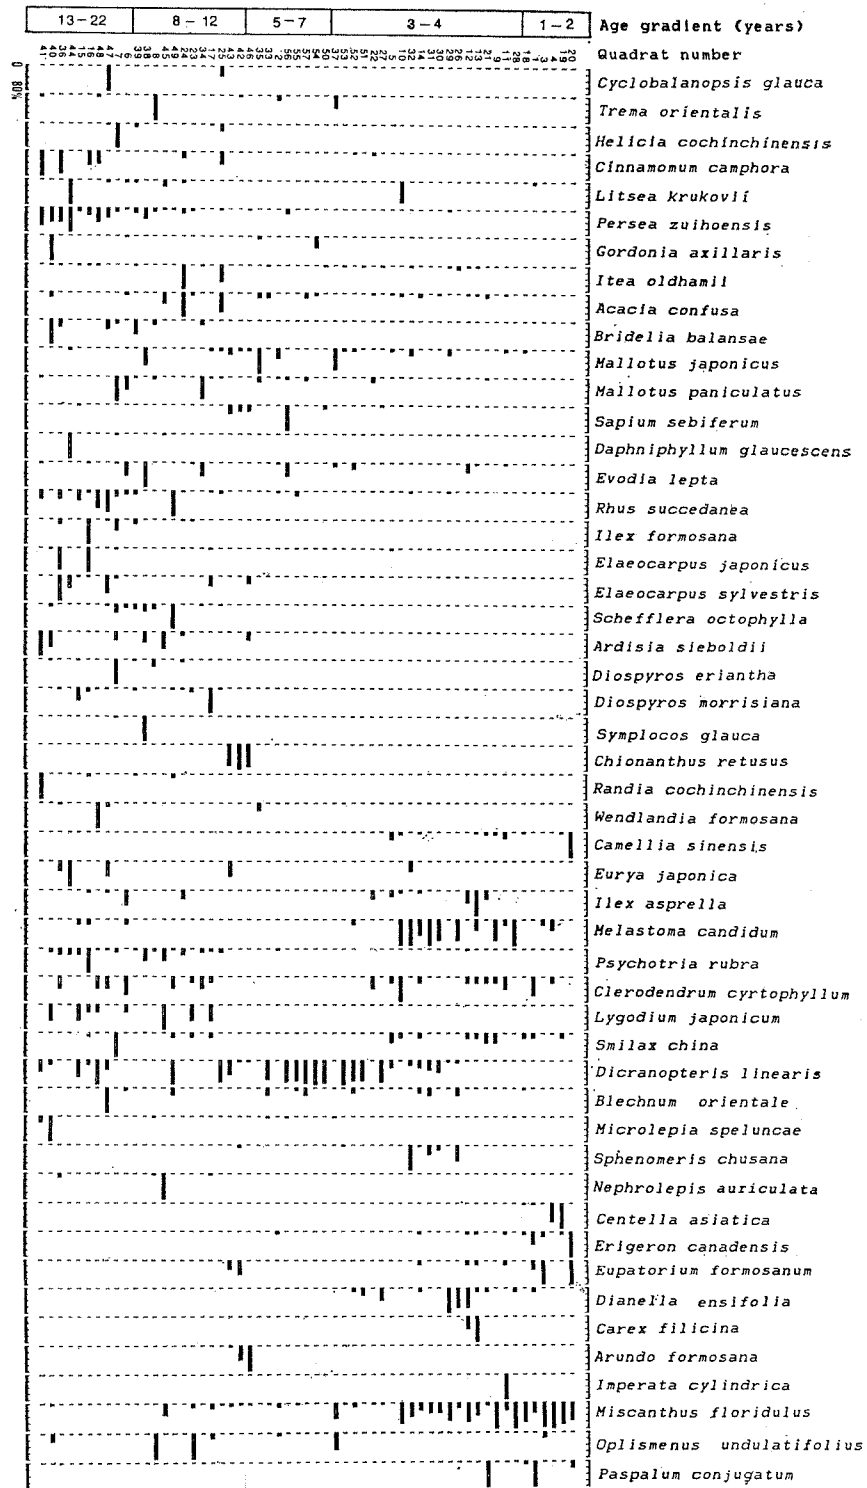 13 – 22 8 – 12 5 – 7 3 – 4 1 – 2 Age gradient (years)
Quadrat number
0 80%
Cyclobalanopsis glauca
Trema orientalis
Helicia cochinchinensis
Cinnamomum camphora
Litsea krukovii
Persea zuihoensis
Gordonia axillaris
Itea oldhamii
Acacia confusa
Bridelia balansae
Mallotus japonicus
Mallotus paniculatus
Sapium sebiferum
Daphniphyllum glaucescens
Evodia lepta
Rhus succedanea
Ilex formosana
Elaeocarpus japonicus
Elaeocarpus sylvestris
Schefflera octophylla
Ardisia sieboldii
Diospyros eriantha
Diospyros morrisiana
Symplocos glauca
Chionanthus retusus
Randia cochinchinensis
Wendlandia formosana
Camellia sinensis
Eurya japonica
Ilex asprella
Melastoma candidum
Psychotria rubra
Clerodendrum cyrtophyllum
Lygodium japonicum
Smilax china
Dicranopteris linearis
Blechnum orientale
Microlepia speluncae
Sphenomeris chusana
Nephrolepis auriculata
Centella asiatica
Erigeron canadensis
Eupatorium formosanum
Dianella ensifolia
Carex filicina
Arundo formosana
Imperata cylindrica
Miscanthus floridulus
Oplismenus undulatifolius
Paspalum conjugatum